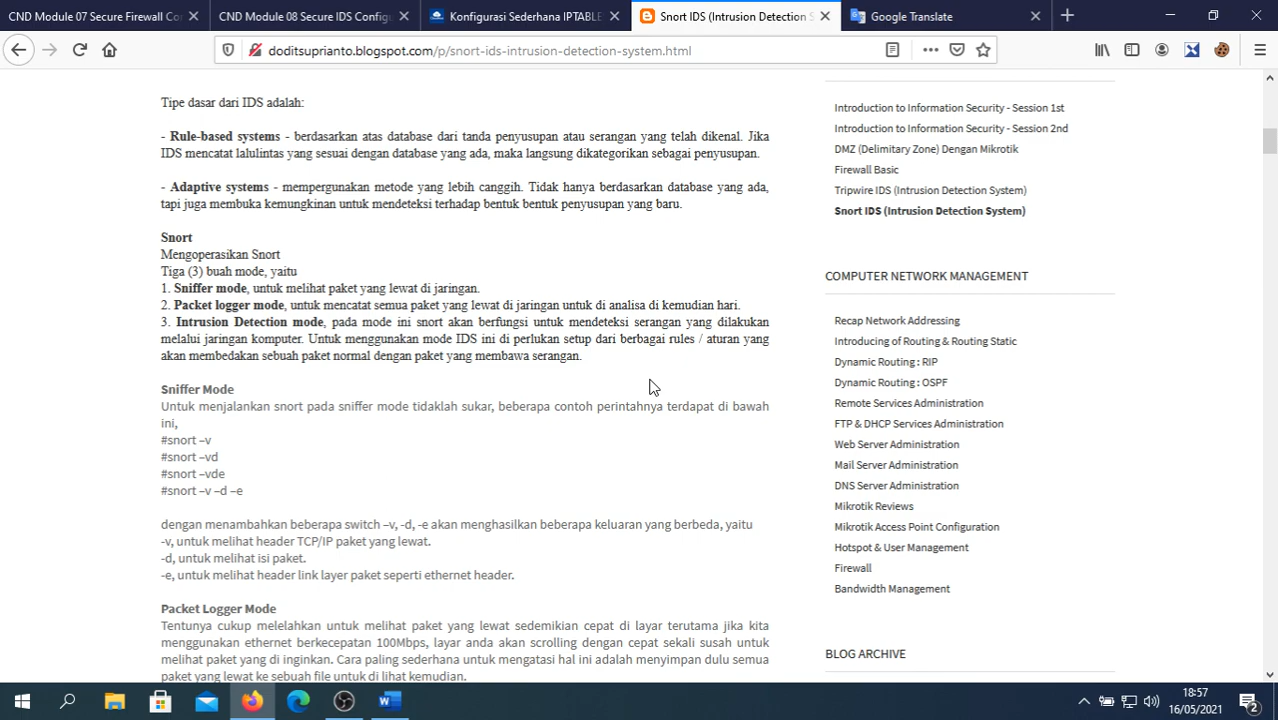 CND Module 07 Secure Firewall Co
CND Module 08 Secure IDS Config
Konfigurasi Sederhana IPTABLE
Snort IDS (Intrusion Detection S
Google Translate
doditsuprianto.blogspot.com/p/snort-ids-intrusion-detection-system.html
Tipe dasar dari IDS adalah:
- Rule-based systems - berdasarkan atas database dari tanda penyusupan atau serangan yang telah dikenal. Jika
IDS mencatat lalulintas yang sesuai dengan database yang ada, maka langsung dikategorikan sebagai penyusupan.
- Adaptive systems - mempergunakan metode yang lebih canggih. Tidak hanya berdasarkan database yang ada,
tapi juga membuka kemungkinan untuk mendeteksi terhadap bentuk bentuk penyusupan yang baru.
Snort
Mengoperasikan Snort
Tiga (3) buah mode, yaitu
1. Sniffer mode, untuk melihat paket yang lewat di jaringan.
2. Packet logger mode, untuk mencatat semua paket yang lewat di jaringan untuk di analisa di kemudian hari.
3. Intrusion Detection mode, pada mode ini snort akan berfungsi untuk mendeteksi serangan yang dilakukan
melalui jaringan komputer. Untuk menggunakan mode IDS ini di perlukan setup dari berbagai rules / aturan yang
akan membedakan sebuah paket normal dengan paket yang membawa serangan.
Sniffer Mode
Untuk menjalankan snort pada sniffer mode tidaklah sukar, beberapa contoh perintahnya terdapat di bawah
ini,
#snort –v
#snort –vd
#snort –vde
#snort –v –d –e
dengan menambahkan beberapa switch –v, -d, -e akan menghasilkan beberapa keluaran yang berbeda, yaitu
-v, untuk melihat header TCP/IP paket yang lewat.
-d, untuk melihat isi paket.
-e, untuk melihat header link layer paket seperti ethernet header.
Packet Logger Mode
Tentunya cukup melelahkan untuk melihat paket yang lewat sedemikian cepat di layar terutama jika kita
menggunakan ethernet berkecepatan 100Mbps, layar anda akan scrolling dengan cepat sekali susah untuk
melihat paket yang di inginkan. Cara paling sederhana untuk mengatasi hal ini adalah menyimpan dulu semua
paket yang lewat ke sebuah file untuk di lihat kemudian.
Introduction to Information Security - Session 1st
Introduction to Information Security - Session 2nd
DMZ (Delimitary Zone) Dengan Mikrotik
Firewall Basic
Tripwire IDS (Intrusion Detection System)
Snort IDS (Intrusion Detection System)
COMPUTER NETWORK MANAGEMENT
Recap Network Addressing
Introducing of Routing & Routing Static
Dynamic Routing : RIP
Dynamic Routing : OSPF
Remote Services Administration
FTP & DHCP Services Administration
Web Server Administration
Mail Server Administration
DNS Server Administration
Mikrotik Reviews
Mikrotik Access Point Configuration
Hotspot & User Management
Firewall
Bandwidth Management
BLOG ARCHIVE
18:57
16/05/2021
2